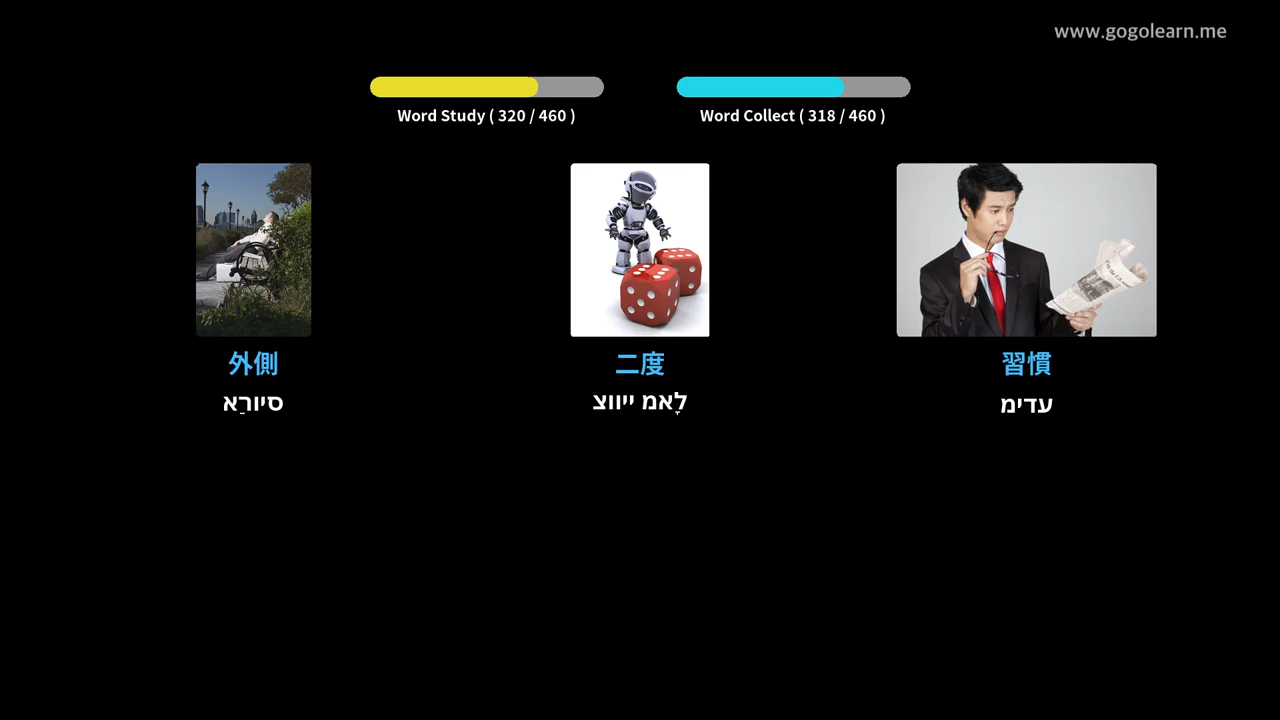 www.gogolearn.me
Word Study ( 320 / 460 )
Word Collect ( 318 / 460 )
外側
二度
習慣
סיורַא
לָאמ ייווצ
עדימ